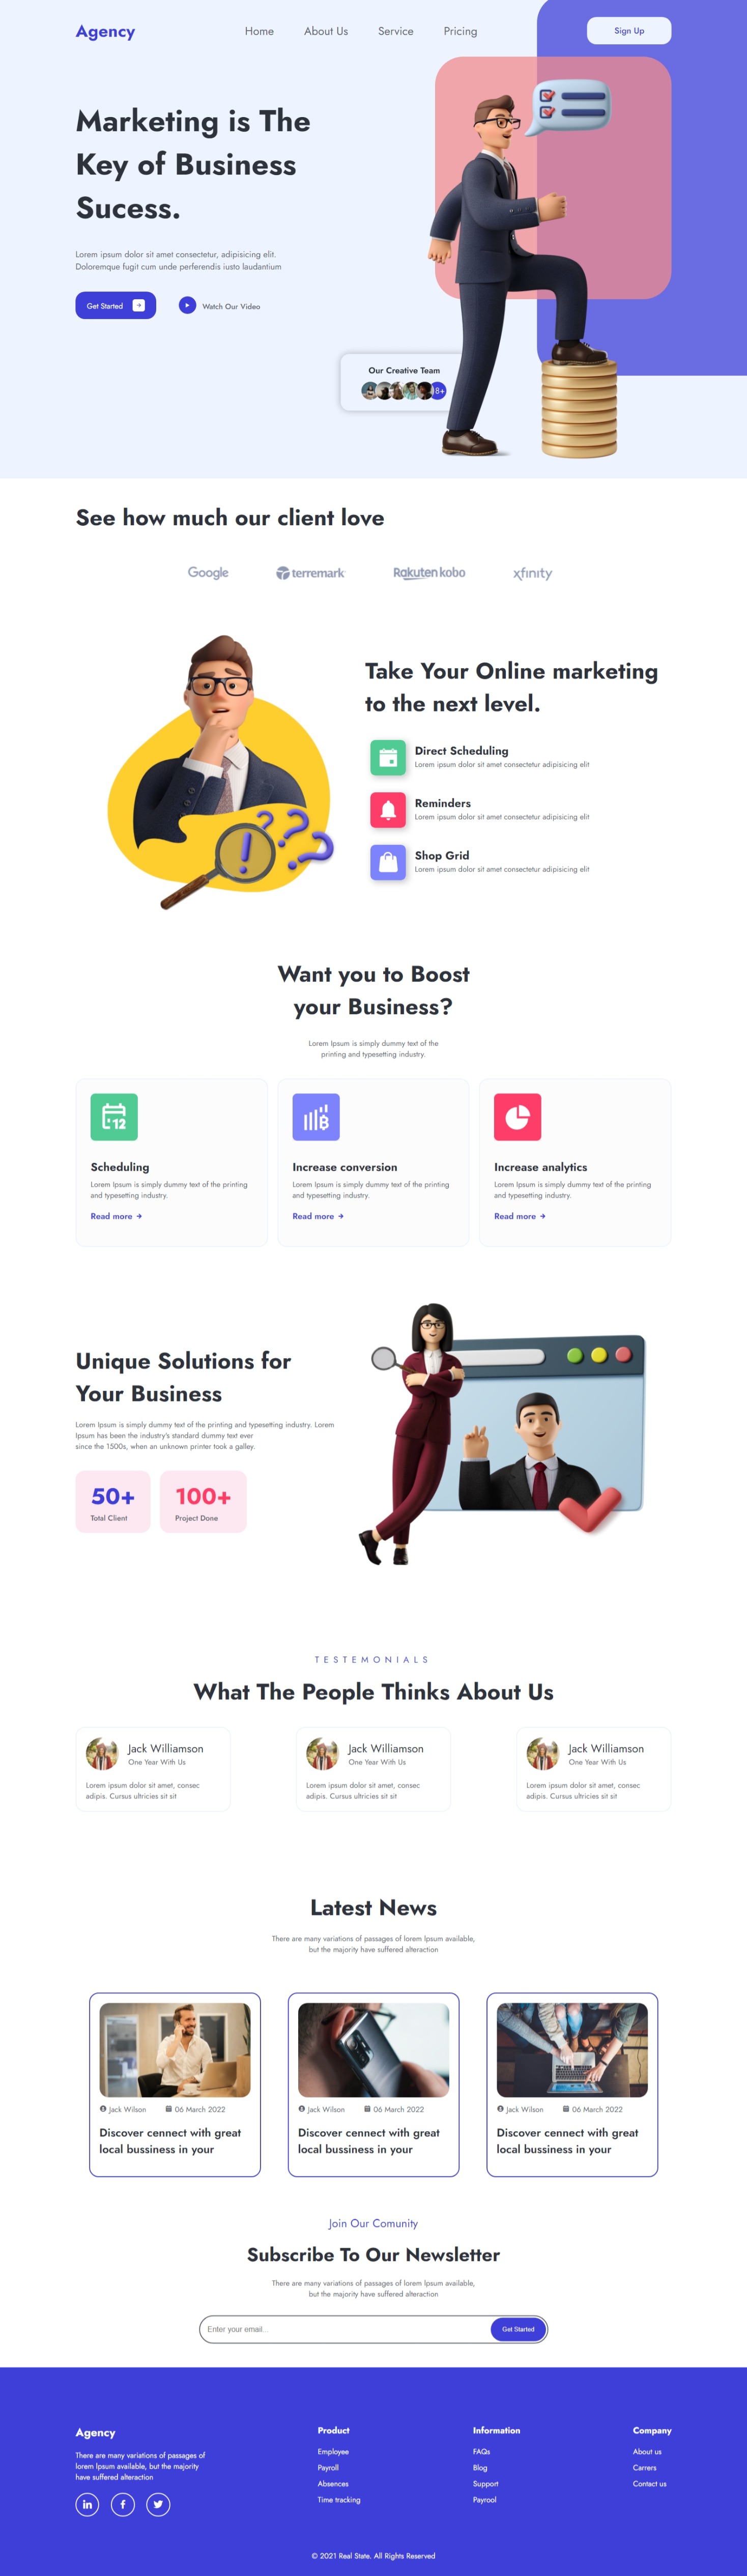 Agency
Home
About Us
Service
Pricing
Sign Up
Marketing is The
Key of Business
Sucess.
Lorem ipsum dolor sit amet consectetur, adipisicing elit.
Doloremque fugit cum unde perferendis iusto laudantium
Get Started
Watch Our Video
Our Creative Team
8+
See how much our client love
Google
terremark
Rakuten kobo
xfinity
Take Your Online marketing
to the next level.
Direct Scheduling
Lorem ipsum dolor sit amet consectetur adipisicing elit
Reminders
Lorem ipsum dolor sit amet consectetur adipisicing elit
Shop Grid
Lorem ipsum dolor sit amet consectetur adipisicing elit
Want you to Boost
your Business?
Lorem Ipsum is simply dummy text of the
printing and typesetting industry.
12
Scheduling
Lorem Ipsum is simply dummy text of the printing
and typesetting industry.
Read more
Increase conversion
Lorem Ipsum is simply dummy text of the printing
and typesetting industry.
Read more
Increase analytics
Lorem Ipsum is simply dummy text of the printing
and typesetting industry.
Read more
Unique Solutions for
Your Business
Lorem Ipsum is simply dummy text of the printing and typesetting industry. Lorem
Ipsum has been the industry's standard dummy text ever
since the 1500s, when an unknown printer took a galley.
50+
Total Client
100+
Project Done
TESTEMONIALS
What The People Thinks About Us
Jack Williamson
One Year With Us
Lorem ipsum dolor sit amet, consec
adipis. Cursus ultricies sit sit
Jack Williamson
One Year With Us
Lorem ipsum dolor sit amet, consec
adipis. Cursus ultricies sit sit
Jack Williamson
One Year With Us
Lorem ipsum dolor sit amet, consec
adipis. Cursus ultricies sit sit
Latest News
There are many variations of passages of lorem Ipsum available,
but the majority have suffered alteraction
Jack Wilson
06 March 2022
Discover cennect with great
local bussiness in your
Jack Wilson
06 March 2022
Discover cennect with great
local bussiness in your
Jack Wilson
06 March 2022
Discover cennect with great
local bussiness in your
Join Our Comunity
Subscribe To Our Newsletter
There are many variations of passages of lorem Ipsum available,
but the majority have suffered alteraction
Enter your email...
Get Started
Agency
There are many variations of passages of
lorem Ipsum available, but the majority
have suffered alteraction
Product
Employee
Payroll
Absences
Time tracking
Information
FAQs
Blog
Support
Payrool
Company
About us
Carrers
Contact us
© 2021 Real State. All Rights Reserved